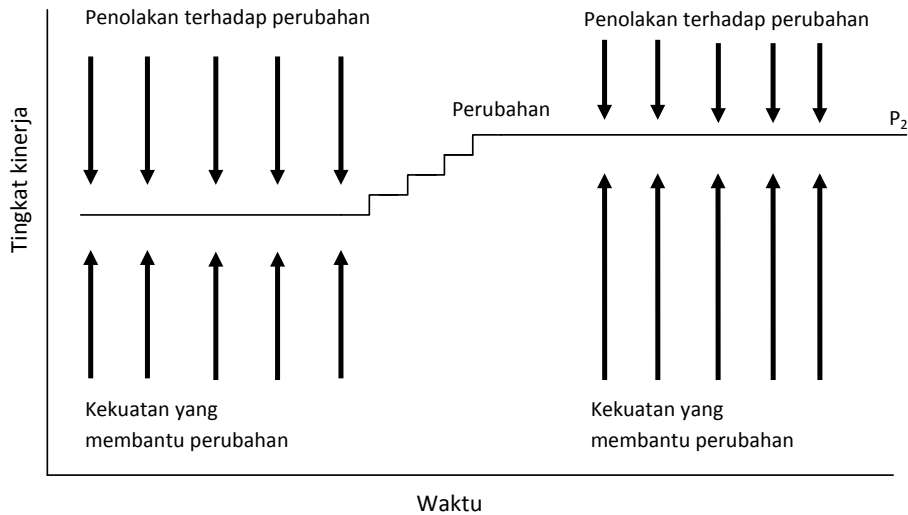 Penolakan terhadap perubahan
Penolakan terhadap perubahan
Perubahan
P₂
Tingkat kinerja
Kekuatan yang
membantu perubahan
Kekuatan yang
membantu perubahan
Waktu